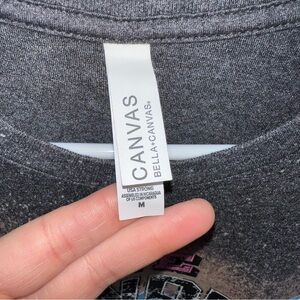 CANVAS
BELLA+CANVAS®
USA STRONG
ASSEMBLED IN NICARAGUA
OF US COMPONENTS
M